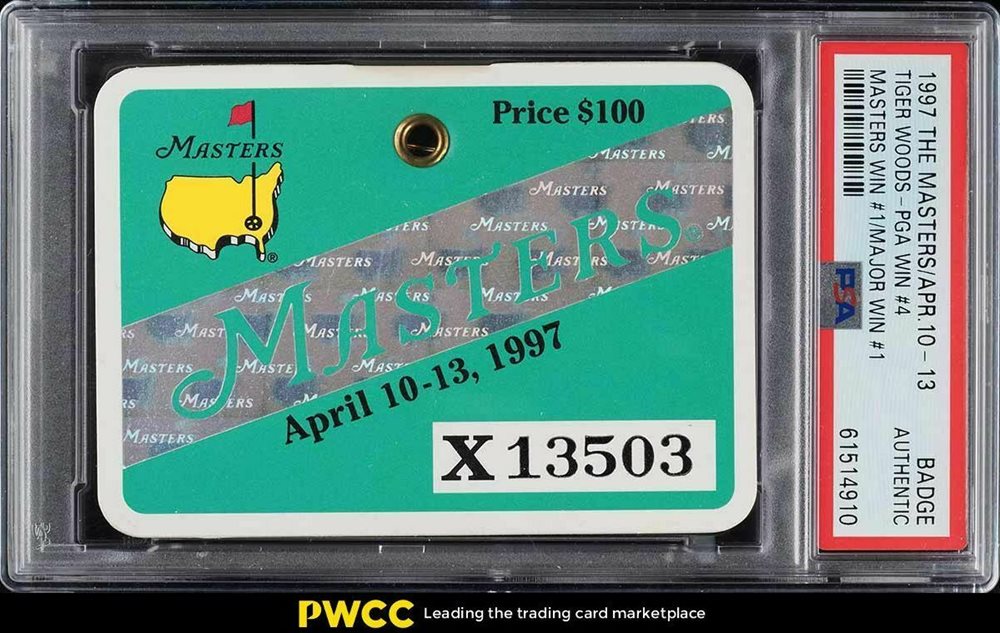 Price $100
MASTERS
®
MASTERS®
April 10-13, 1997
X 13503
1997 THE MASTERS/APR.10 - 13
BADGE
TIGER WOODS - PGA WIN #4
AUTHENTIC
MASTERS WIN #1/MAJOR WIN #1
61514910
PSA
PWCC Leading the trading card marketplace